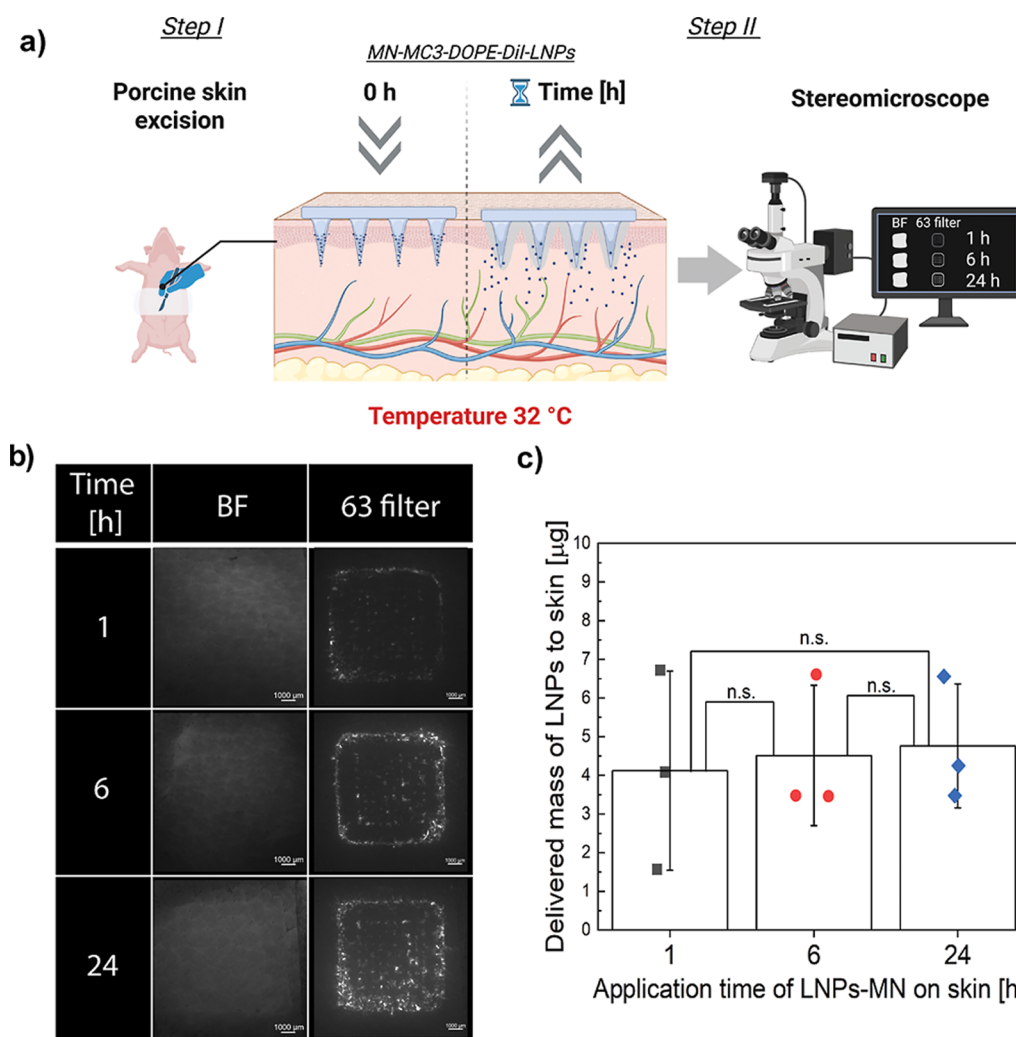 a)
Step I
Step II
MN-MC3-DOPE-DiI-LNPs
Porcine skin
excision
0 h
Time [h]
Stereomicroscope
BF 63 filter
1 h
6 h
24 h
Temperature 32 °C
b)
Time
[h]
BF
63 filter
1
1000 µm
1000 µm
6
1000 µm
1000 µm
24
1000 µm
1000 µm
c)
Delivered mass of LNPs to skin [µg]
10
9
8
7
6
5
4
3
2
1
0
n.s.
n.s.
n.s.
1
6
24
Application time of LNPs-MN on skin [h